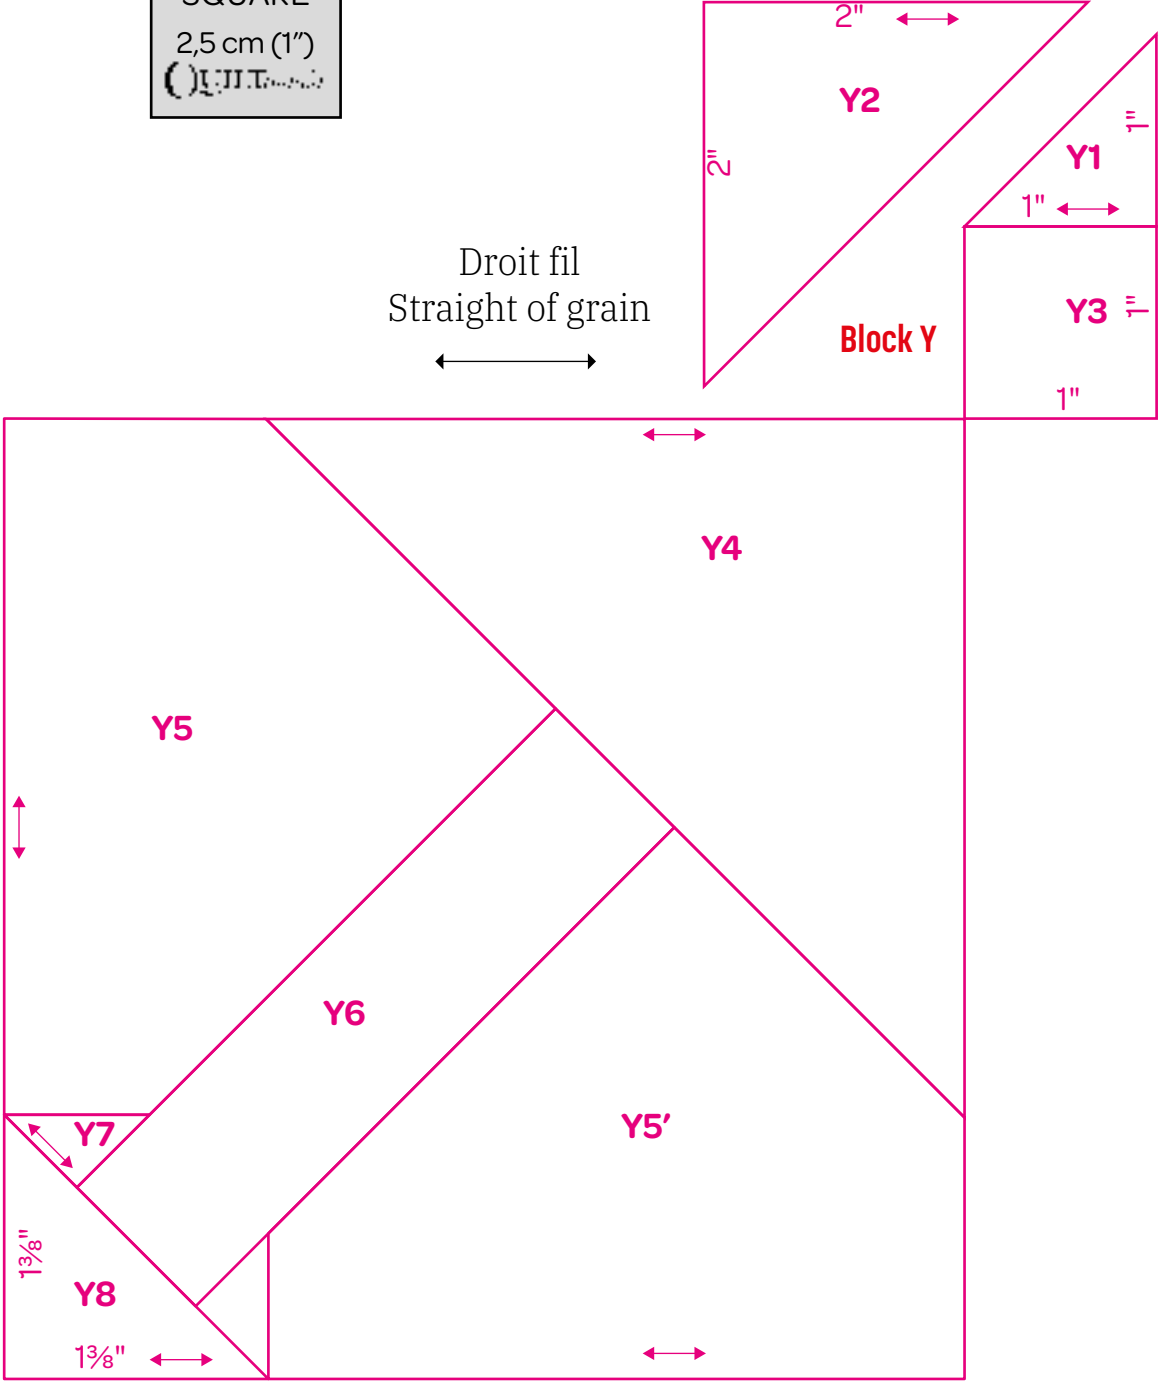 SQUARE
2,5 cm (1″)
2"
Y2
2"
1"
Y1
1"
Droit fil
Straight of grain
Y3
1"
Block Y
1"
Y4
Y5
Y6
Y5’
Y7
1⅜"
Y8
1⅜"